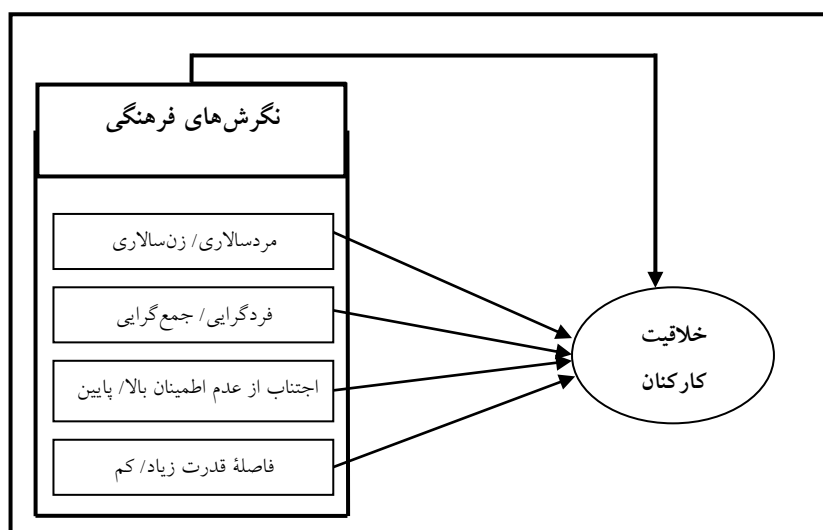 نگرش‌های فرهنگی
مردسالاری/ زن‌سالاری
فردگرایی/ جمع‌گرایی
اجتناب از عدم اطمینان بالا/ پایین
فاصلۀ قدرت زیاد/ کم
خلاقیت
کارکنان